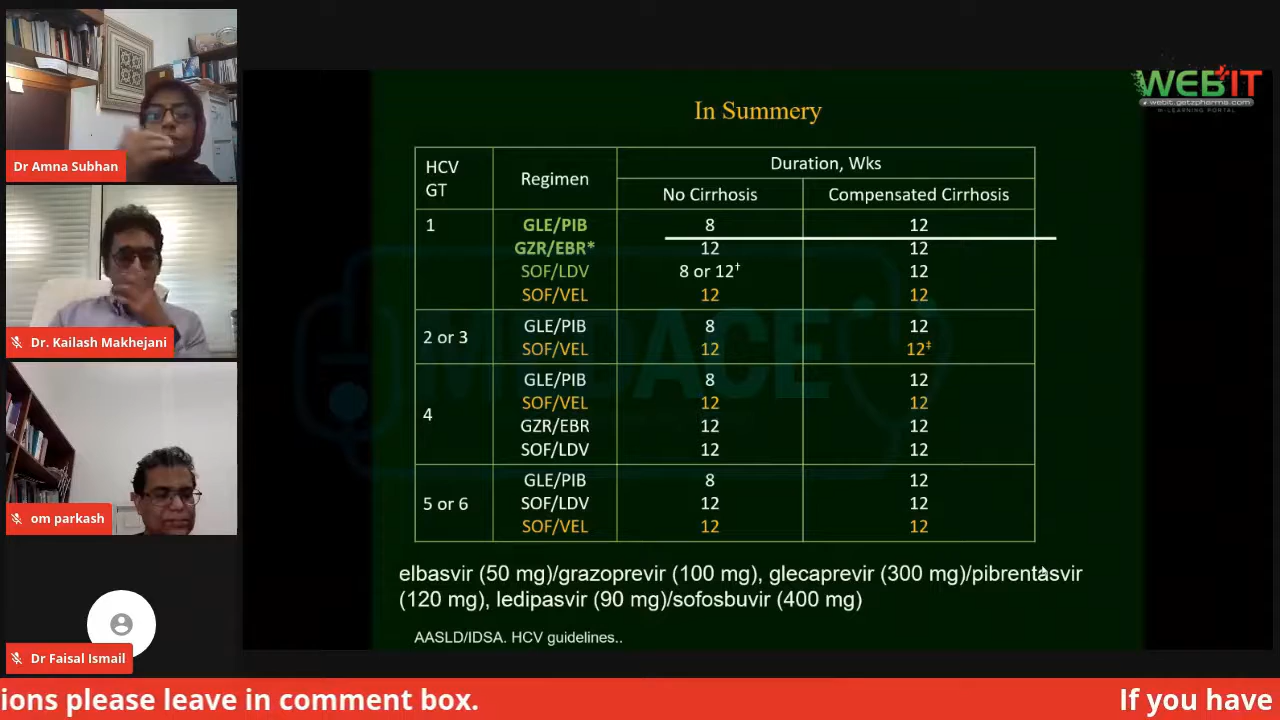 WEBIT
webit.getzpharma.com
E-LEARNING PORTAL
In Summery
HCV GT Regimen Duration, Wks
No Cirrhosis Compensated Cirrhosis
1 GLE/PIB 8 12
GZR/EBR* 12 12
SOF/LDV 8 or 12† 12
SOF/VEL 12 12
2 or 3 GLE/PIB 8 12
SOF/VEL 12 12‡
4 GLE/PIB 8 12
SOF/VEL 12 12
GZR/EBR 12 12
SOF/LDV 12 12
5 or 6 GLE/PIB 8 12
SOF/LDV 12 12
SOF/VEL 12 12
MEDACE
elbasvir (50 mg)/grazoprevir (100 mg), glecaprevir (300 mg)/pibrentasvir
(120 mg), ledipasvir (90 mg)/sofosbuvir (400 mg)
AASLD/IDSA. HCV guidelines..
Dr Amna Subhan
Dr. Kailash Makhejani
om parkash
Dr Faisal Ismail
ions please leave in comment box. If you have